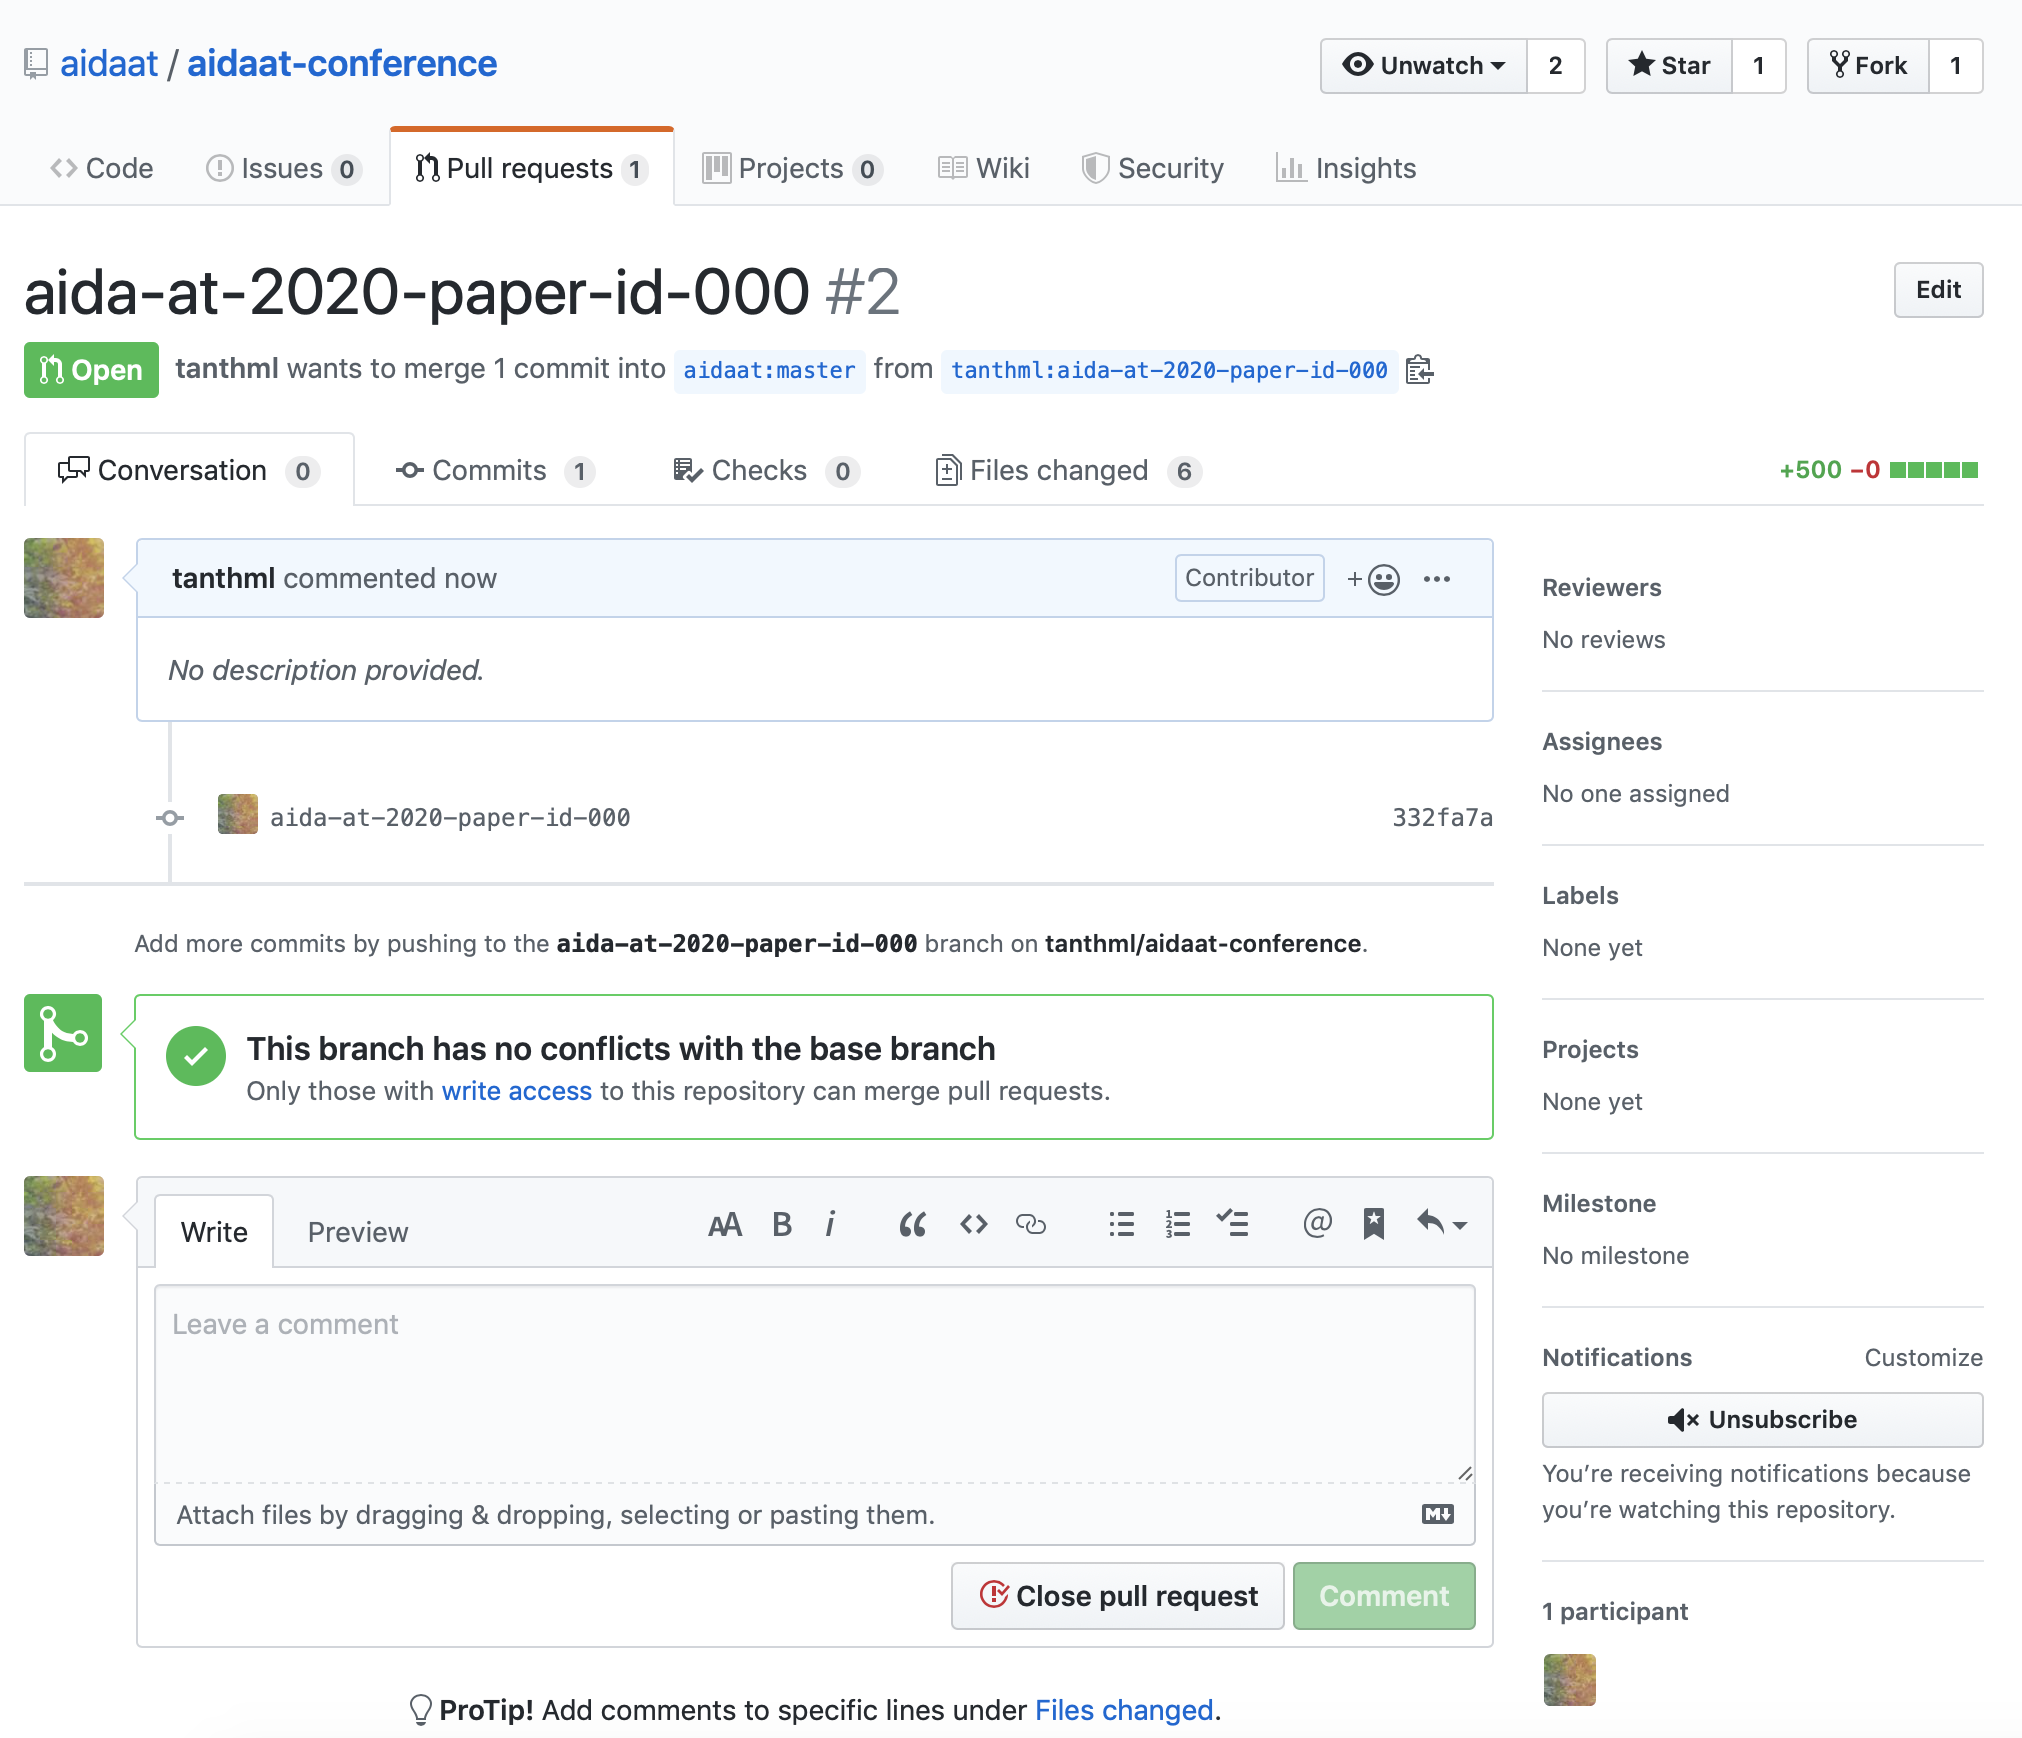 aidaat / aidaat-conference
Unwatch 2 Star 1 Fork 1
Code Issues 0 Pull requests 1 Projects 0 Wiki Security Insights
aida-at-2020-paper-id-000 #2
Edit
Open tanthml wants to merge 1 commit into aidaat:master from tanthml:aida-at-2020-paper-id-000
Conversation 0 Commits 1 Checks 0 Files changed 6 +500 −0
tanthml commented now Contributor
No description provided.
aida-at-2020-paper-id-000 332fa7a
Add more commits by pushing to the aida-at-2020-paper-id-000 branch on tanthml/aidaat-conference.
This branch has no conflicts with the base branch
Only those with write access to this repository can merge pull requests.
Write Preview
Leave a comment
Attach files by dragging & dropping, selecting or pasting them.
Close pull request Comment
ProTip! Add comments to specific lines under Files changed.
Reviewers
No reviews
Assignees
No one assigned
Labels
None yet
Projects
None yet
Milestone
No milestone
Notifications Customize
Unsubscribe
You’re receiving notifications because
you’re watching this repository.
1 participant